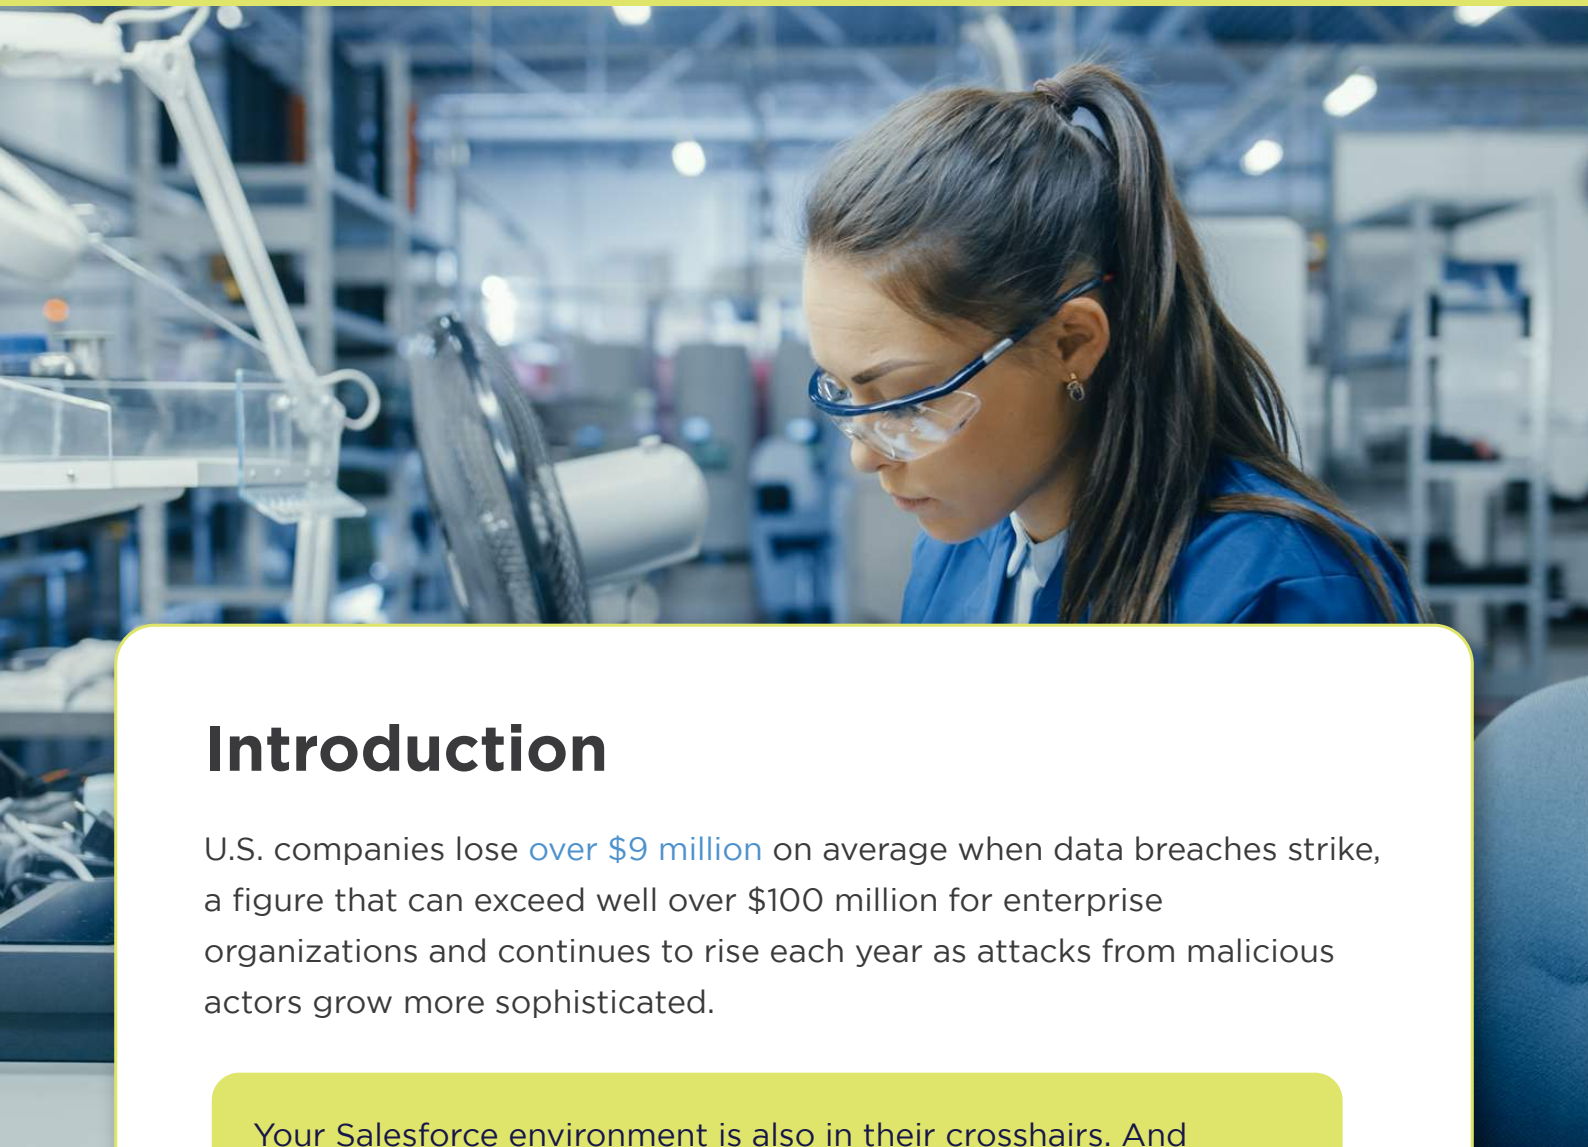 Introduction
U.S. companies lose over $9 million on average when data breaches strike,
a figure that can exceed well over $100 million for enterprise
organizations and continues to rise each year as attacks from malicious
actors grow more sophisticated.
Your Salesforce environment is also in their crosshairs. And